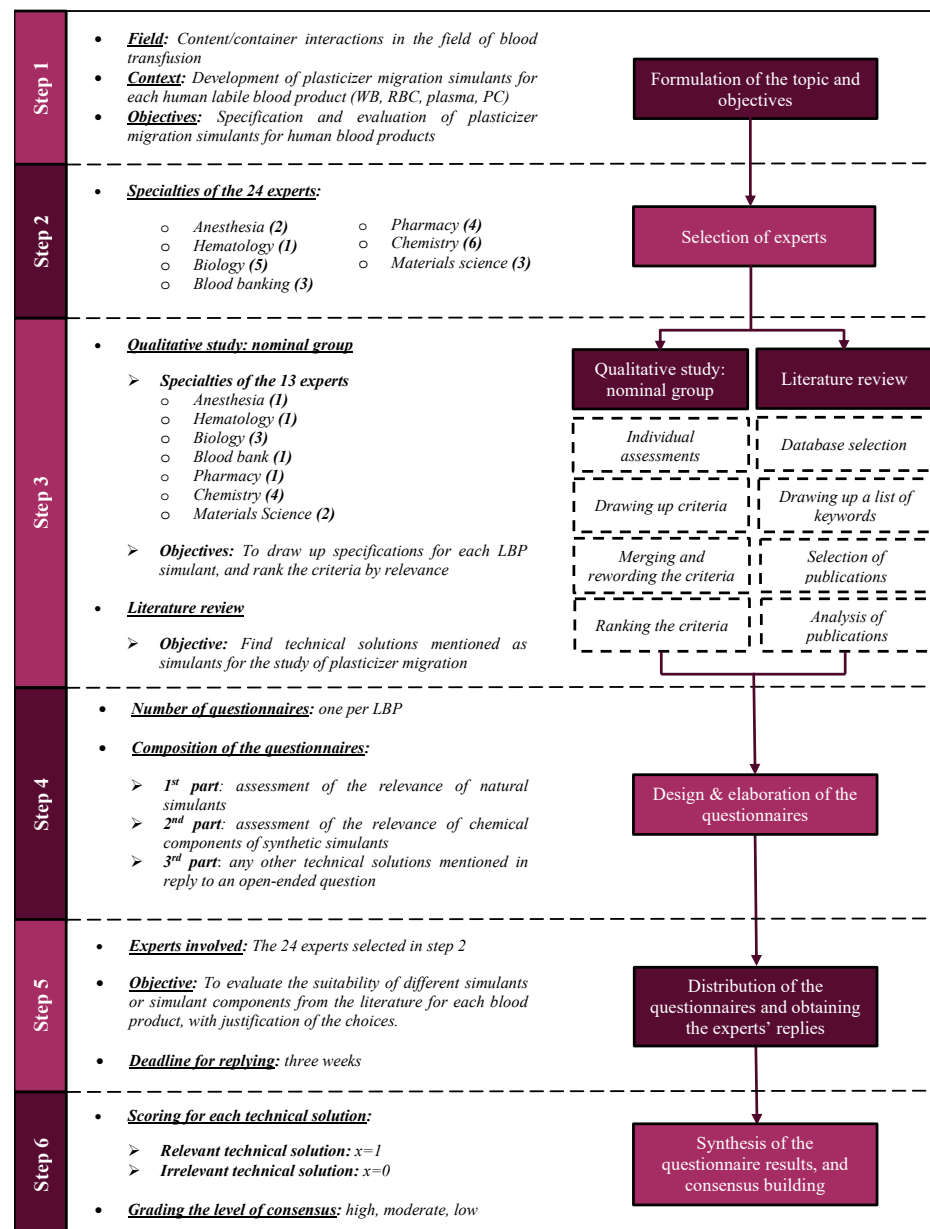 Step 1
• Field: Content/container interactions in the field of blood
transfusion
• Context: Development of plasticizer migration simulants for
each human labile blood product (WB, RBC, plasma, PC)
• Objectives: Specification and evaluation of plasticizer
migration simulants for human blood products
Formulation of the topic and
objectives
Step 2
• Specialties of the 24 experts:
o Anesthesia (2)
o Hematology (1)
o Biology (5)
o Blood banking (3)
o Pharmacy (4)
o Chemistry (6)
o Materials science (3)
Selection of experts
Step 3
• Qualitative study: nominal group
➢ Specialties of the 13 experts
o Anesthesia (1)
o Hematology (1)
o Biology (3)
o Blood bank (1)
o Pharmacy (1)
o Chemistry (4)
o Materials Science (2)
➢ Objectives: To draw up specifications for each LBP
simulant, and rank the criteria by relevance
• Literature review
➢ Objective: Find technical solutions mentioned as
simulants for the study of plasticizer migration
Qualitative study:
nominal group
Individual
assessments
Drawing up criteria
Merging and
rewording the criteria
Ranking the criteria
Literature review
Database selection
Drawing up a list of
keywords
Selection of
publications
Analysis of
publications
Step 4
• Number of questionnaires: one per LBP
• Composition of the questionnaires:
➢ 1st part: assessment of the relevance of natural
simulants
➢ 2nd part: assessment of the relevance of chemical
components of synthetic simulants
➢ 3rd part: any other technical solutions mentioned in
reply to an open-ended question
Design & elaboration of the
questionnaires
Step 5
• Experts involved: The 24 experts selected in step 2
• Objective: To evaluate the suitability of different simulants
or simulant components from the literature for each blood
product, with justification of the choices.
• Deadline for replying: three weeks
Distribution of the
questionnaires and obtaining
the experts' replies
Step 6
• Scoring for each technical solution:
➢ Relevant technical solution: x=1
➢ Irrelevant technical solution: x=0
• Grading the level of consensus: high, moderate, low
Synthesis of the
questionnaire results, and
consensus building